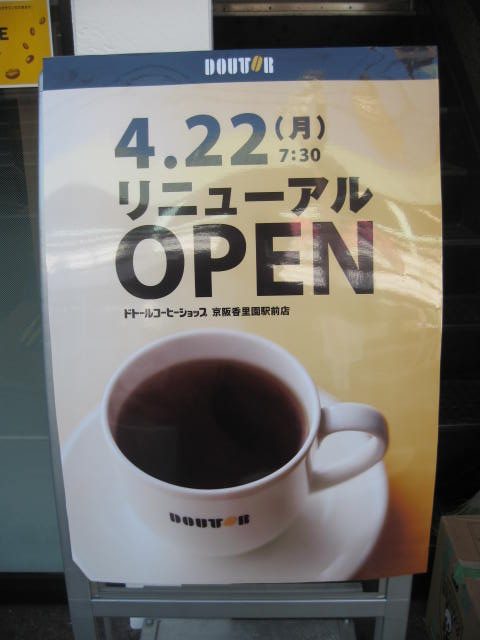 DOUTOR
4.22(月)
7:30
リニューアル
OPEN
ドトールコーヒーショップ 京阪香里園駅前店
DOUTOR